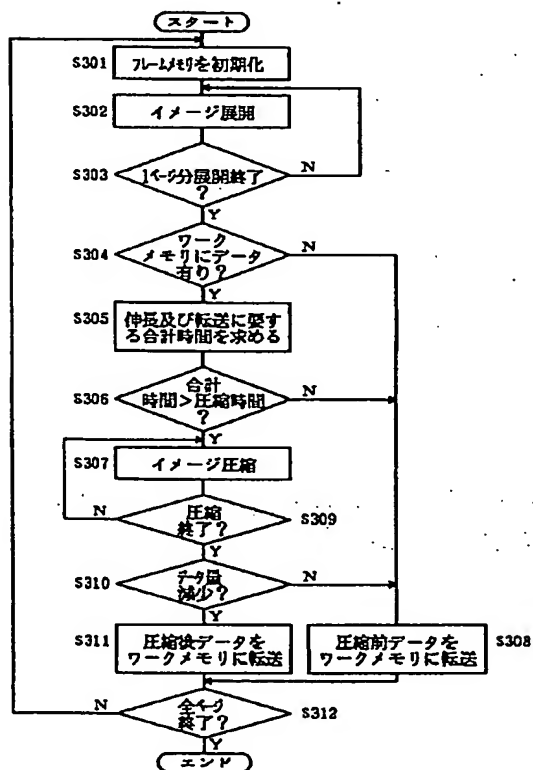 スタート
S301 フレームメモリを初期化
S302 イメージ展開
S303 1ページ分展開終了
?
N
Y
S304 ワーク
メモリにデータ
有り?
N
Y
S305 伸長及び転送に要す
る合計時間を求める
S306 合計
時間>圧縮時間
?
N
Y
S307 イメージ圧縮
N 圧縮
終了? S309
Y
S310 データ量
減少?
N
Y
S311 圧縮後データを
ワークメモリに転送
圧縮前データを
ワークメモリに転送 S308
N 全ページ
終了? S312
Y
エンド